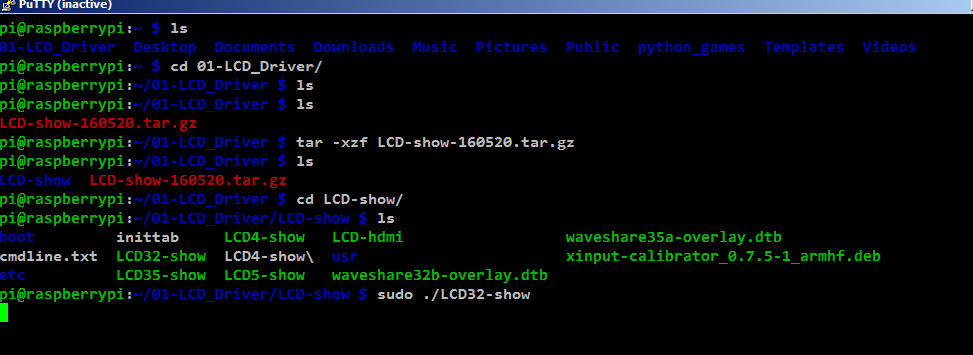 PuTTY (inactive)
pi@raspberrypi:~ $ ls
01-LCD_Driver Desktop Documents Downloads Music Pictures Public python_games Templates Videos
pi@raspberrypi:~ $ cd 01-LCD_Driver/
pi@raspberrypi:~/01-LCD_Driver $ ls
pi@raspberrypi:~/01-LCD_Driver $ ls
LCD-show-160520.tar.gz
pi@raspberrypi:~/01-LCD_Driver $ tar -xzf LCD-show-160520.tar.gz
pi@raspberrypi:~/01-LCD_Driver $ ls
LCD-show LCD-show-160520.tar.gz
pi@raspberrypi:~/01-LCD_Driver $ cd LCD-show/
pi@raspberrypi:~/01-LCD_Driver/LCD-show $ ls
boot inittab LCD4-show LCD-hdmi waveshare35a-overlay.dtb
cmdline.txt LCD32-show LCD4-show\ usr xinput-calibrator_0.7.5-1_armhf.deb
etc LCD35-show LCD5-show waveshare32b-overlay.dtb
pi@raspberrypi:~/01-LCD_Driver/LCD-show $ sudo ./LCD32-show